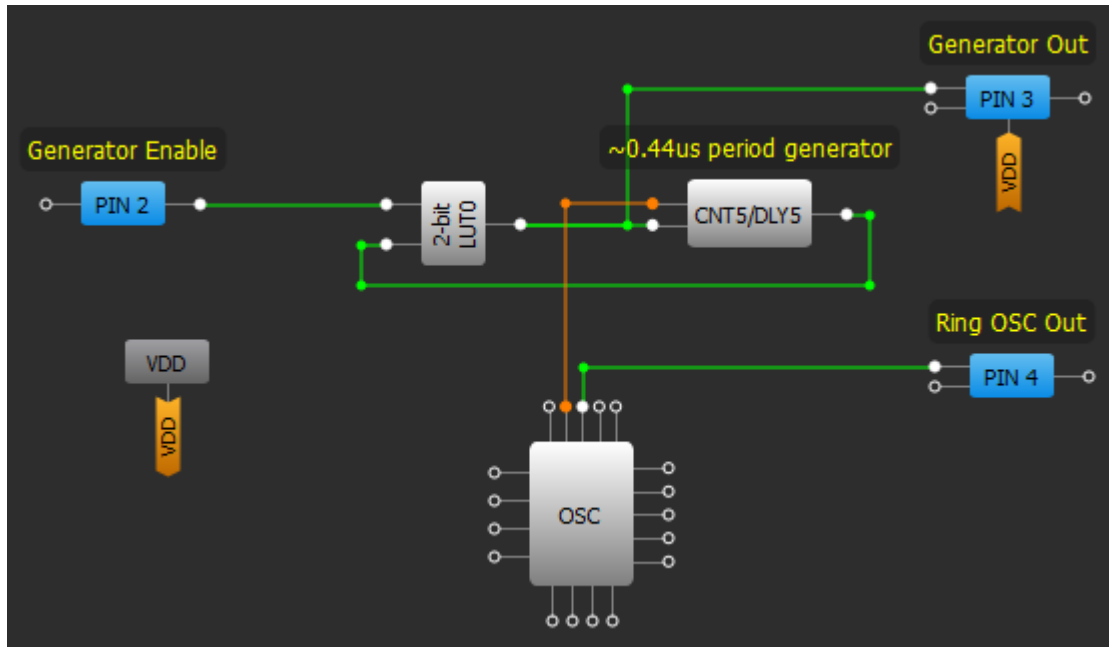 Generator Out
PIN 3
VDD
Generator Enable
~0.44us period generator
PIN 2
2-bit
LUT0
CNT5/DLY5
Ring OSC Out
PIN 4
VDD
VDD
OSC